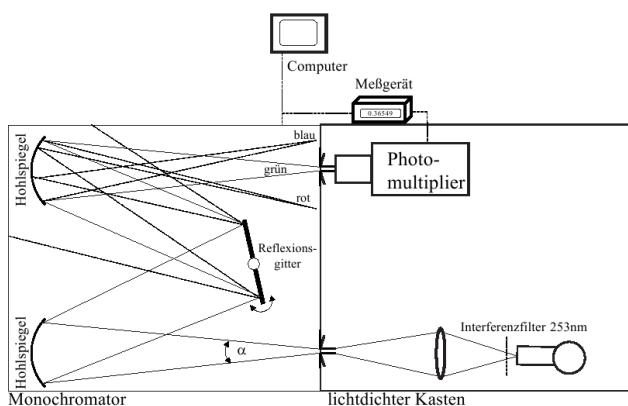 Computer
Meßgerät
0.36549
Hohlspiegel
blau
grün
rot
Photo-
multiplier
Reflexions-
gitter
Hohlspiegel
α
Interferenzfilter 253nm
Monochromator
lichtdichter Kasten